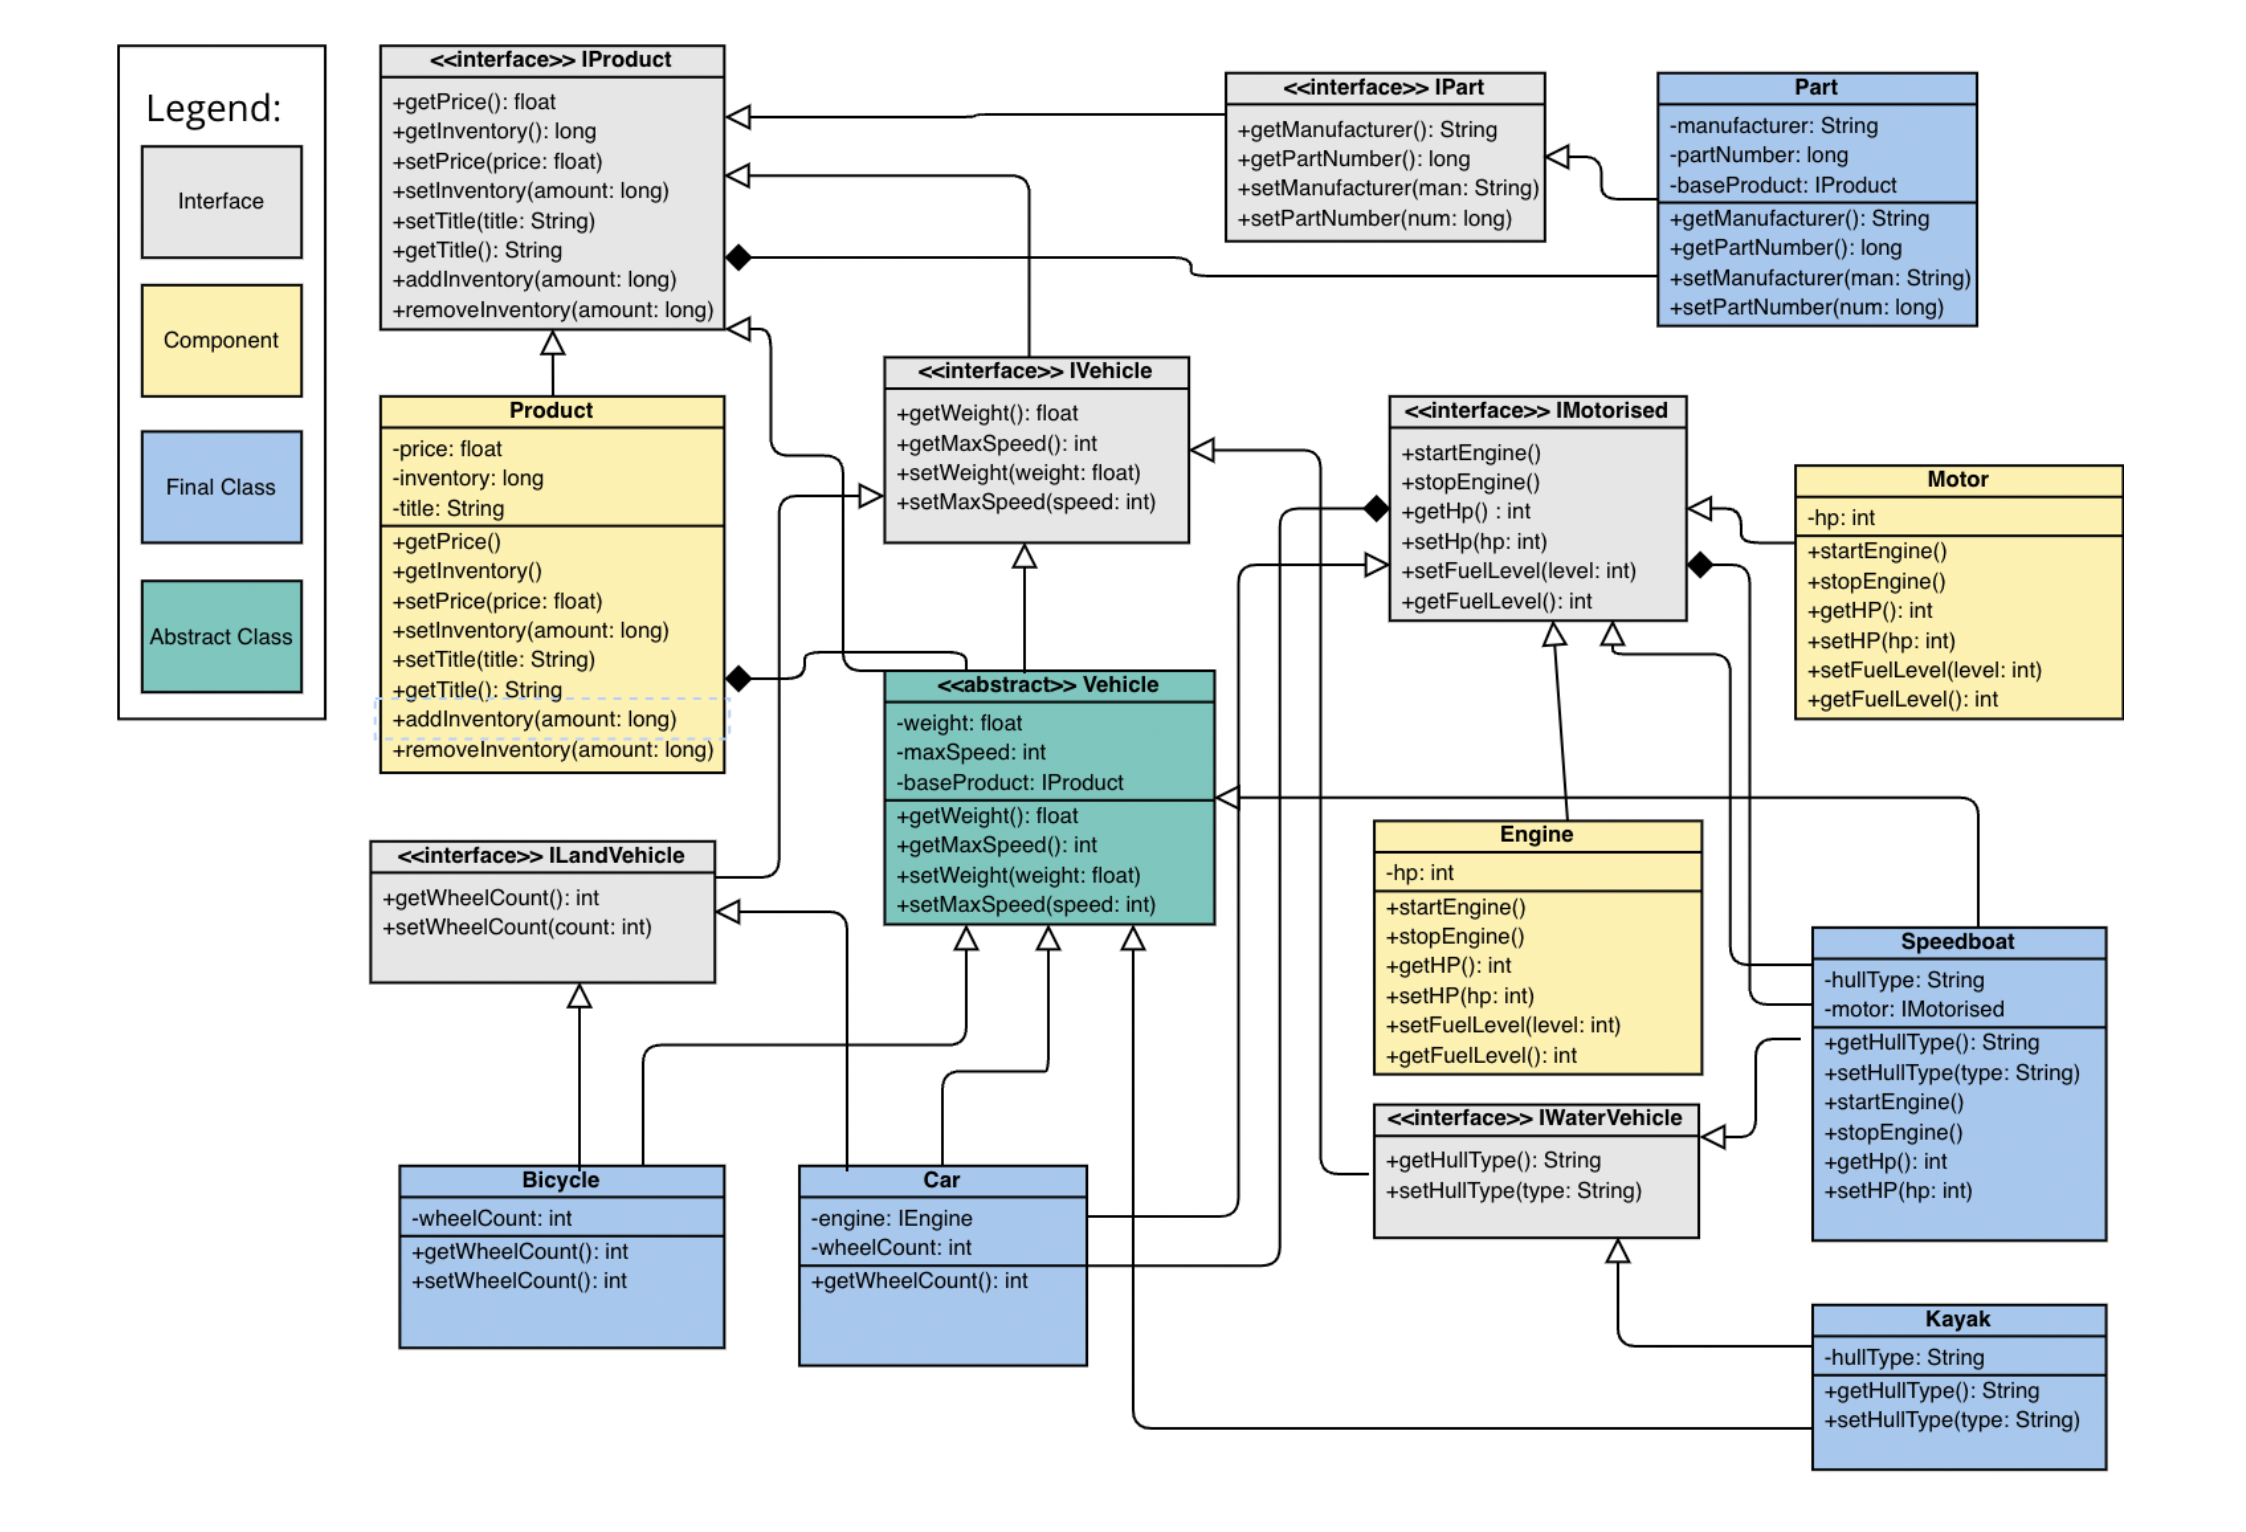 Legend:
Interface
Component
Final Class
Abstract Class
<<interface>> IProduct
+getPrice(): float
+getInventory(): long
+setPrice(price: float)
+setInventory(amount: long)
+setTitle(title: String)
+getTitle(): String
+addInventory(amount: long)
+removeInventory(amount: long)
<<interface>> IPart
+getManufacturer(): String
+getPartNumber(): long
+setManufacturer(man: String)
+setPartNumber(num: long)
Part
-manufacturer: String
-partNumber: long
-baseProduct: IProduct
+getManufacturer(): String
+getPartNumber(): long
+setManufacturer(man: String)
+setPartNumber(num: long)
Product
-price: float
-inventory: long
-title: String
+getPrice()
+getInventory()
+setPrice(price: float)
+setInventory(amount: long)
+setTitle(title: String)
+getTitle(): String
+addInventory(amount: long)
+removeInventory(amount: long)
<<interface>> IVehicle
+getWeight(): float
+getMaxSpeed(): int
+setWeight(weight: float)
+setMaxSpeed(speed: int)
<<interface>> IMotorised
+startEngine()
+stopEngine()
+getHp() : int
+setHp(hp: int)
+setFuelLevel(level: int)
+getFuelLevel(): int
Motor
-hp: int
+startEngine()
+stopEngine()
+getHP(): int
+setHP(hp: int)
+setFuelLevel(level: int)
+getFuelLevel(): int
<<abstract>> Vehicle
-weight: float
-maxSpeed: int
-baseProduct: IProduct
+getWeight(): float
+getMaxSpeed(): int
+setWeight(weight: float)
+setMaxSpeed(speed: int)
<<interface>> ILandVehicle
+getWheelCount(): int
+setWheelCount(count: int)
Engine
-hp: int
+startEngine()
+stopEngine()
+getHP(): int
+setHP(hp: int)
+setFuelLevel(level: int)
+getFuelLevel(): int
Speedboat
-hullType: String
-motor: IMotorised
+getHullType(): String
+setHullType(type: String)
+startEngine()
+stopEngine()
+getHp(): int
+setHP(hp: int)
<<interface>> IWaterVehicle
+getHullType(): String
+setHullType(type: String)
Bicycle
-wheelCount: int
+getWheelCount(): int
+setWheelCount(): int
Car
-engine: IEngine
-wheelCount: int
+getWheelCount(): int
Kayak
-hullType: String
+getHullType(): String
+setHullType(type: String)